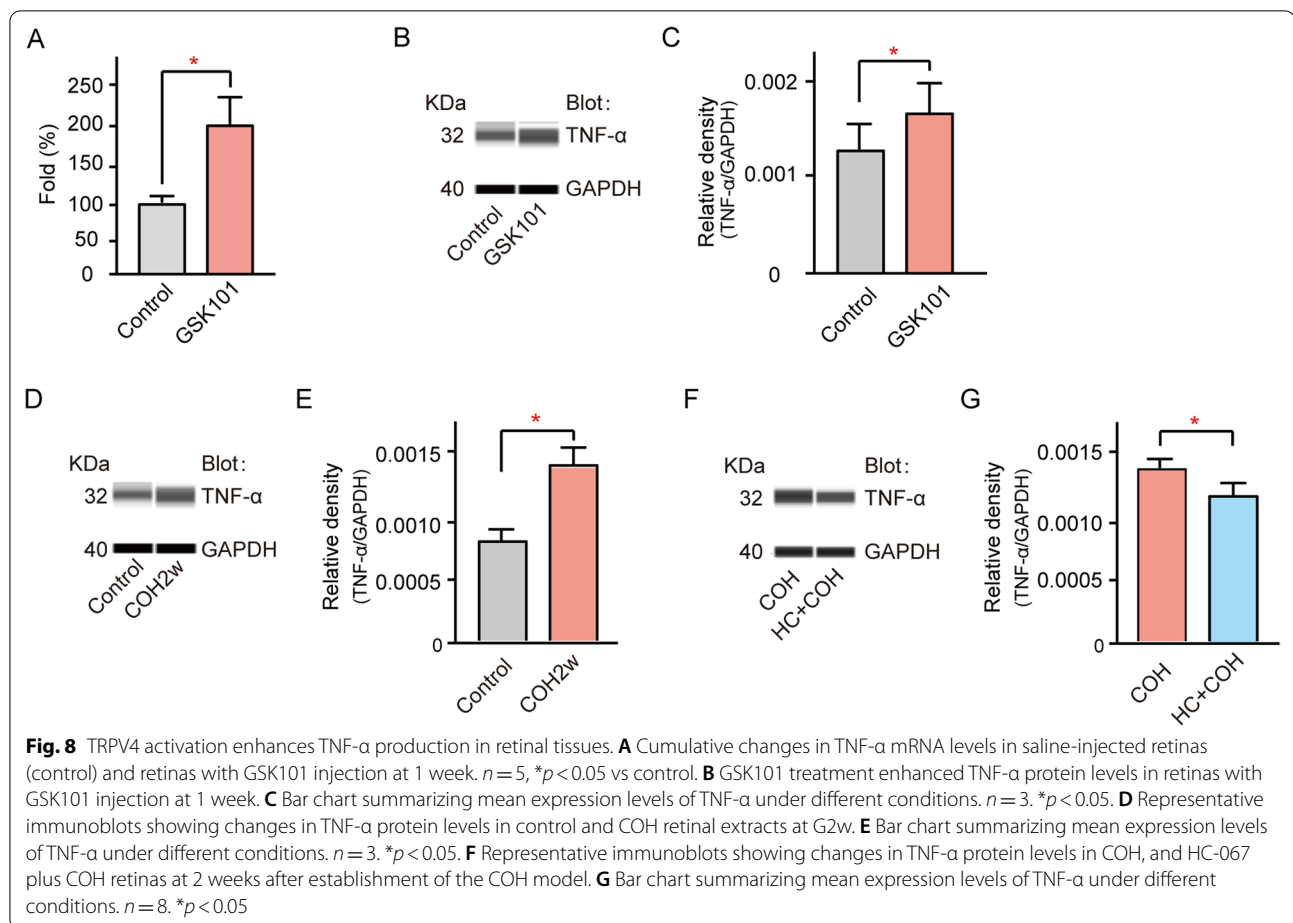 A
Fold (%)
250
200
150
100
50
0
*
Control
GSK101
B
KDa
Blot:
32
TNF-α
40
GAPDH
Control
GSK101
C
Relative density
(TNF-α/GAPDH)
0.002
0.001
0
*
Control
GSK101
D
KDa
Blot:
32
TNF-α
40
GAPDH
Control
COH2w
E
Relative density
(TNF-α/GAPDH)
0.0015
0.0010
0.0005
0
*
Control
COH2w
F
KDa
Blot:
32
TNF-α
40
GAPDH
COH
HC+COH
G
Relative density
(TNF-α/GAPDH)
0.0015
0.0010
0.0005
0
*
COH
HC+COH
Fig. 8 TRPV4 activation enhances TNF-α production in retinal tissues. A Cumulative changes in TNF-α mRNA levels in saline-injected retinas
(control) and retinas with GSK101 injection at 1 week. n = 5, *p < 0.05 vs control. B GSK101 treatment enhanced TNF-α protein levels in retinas with
GSK101 injection at 1 week. C Bar chart summarizing mean expression levels of TNF-α under different conditions. n = 3. *p < 0.05. D Representative
immunoblots showing changes in TNF-α protein levels in control and COH retinal extracts at G2w. E Bar chart summarizing mean expression levels
of TNF-α under different conditions. n = 3. *p < 0.05. F Representative immunoblots showing changes in TNF-α protein levels in COH, and HC-067
plus COH retinas at 2 weeks after establishment of the COH model. G Bar chart summarizing mean expression levels of TNF-α under different
conditions. n = 8. *p < 0.05